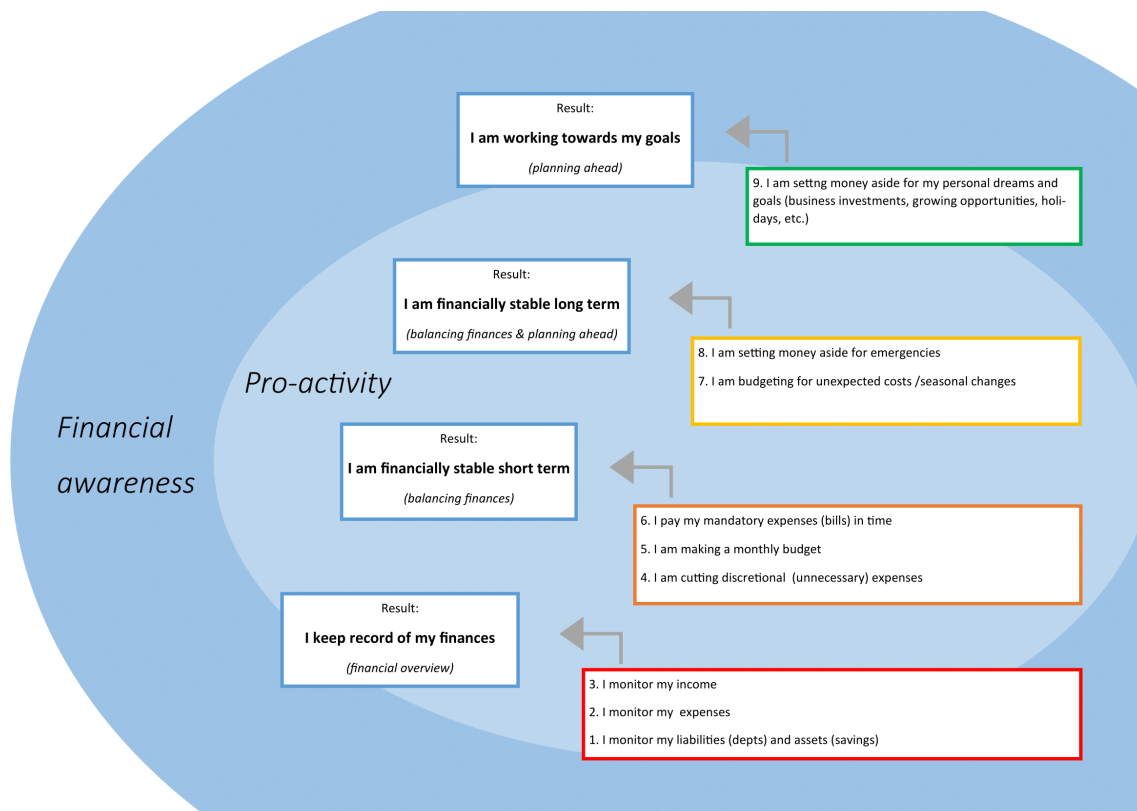 Result:
I am working towards my goals
(planning ahead)
9. I am settng money aside for my personal dreams and
goals (business investments, growing opportunities, holi-
days, etc.)
Result:
I am financially stable long term
(balancing finances & planning ahead)
8. I am setting money aside for emergencies
7. I am budgeting for unexpected costs /seasonal changes
Pro-activity
Financial
awareness
Result:
I am financially stable short term
(balancing finances)
6. I pay my mandatory expenses (bills) in time
5. I am making a monthly budget
4. I am cutting discretional  (unnecessary) expenses
Result:
I keep record of my finances
(financial overview)
3. I monitor my income
2. I monitor my  expenses
1. I monitor my liabilities (depts) and assets (savings)